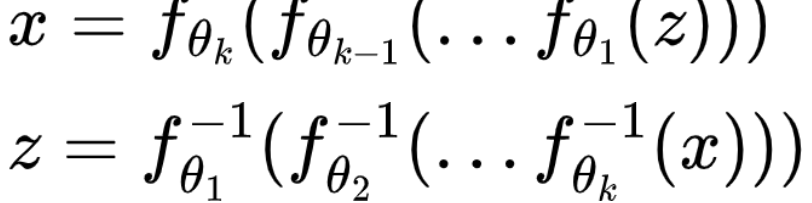 x = f_{θ_k}(f_{θ_{k−1}}(… f_{θ_1}(z)))
z = f_{θ_1}^{−1}(f_{θ_2}^{−1}(… f_{θ_k}^{−1}(x)))